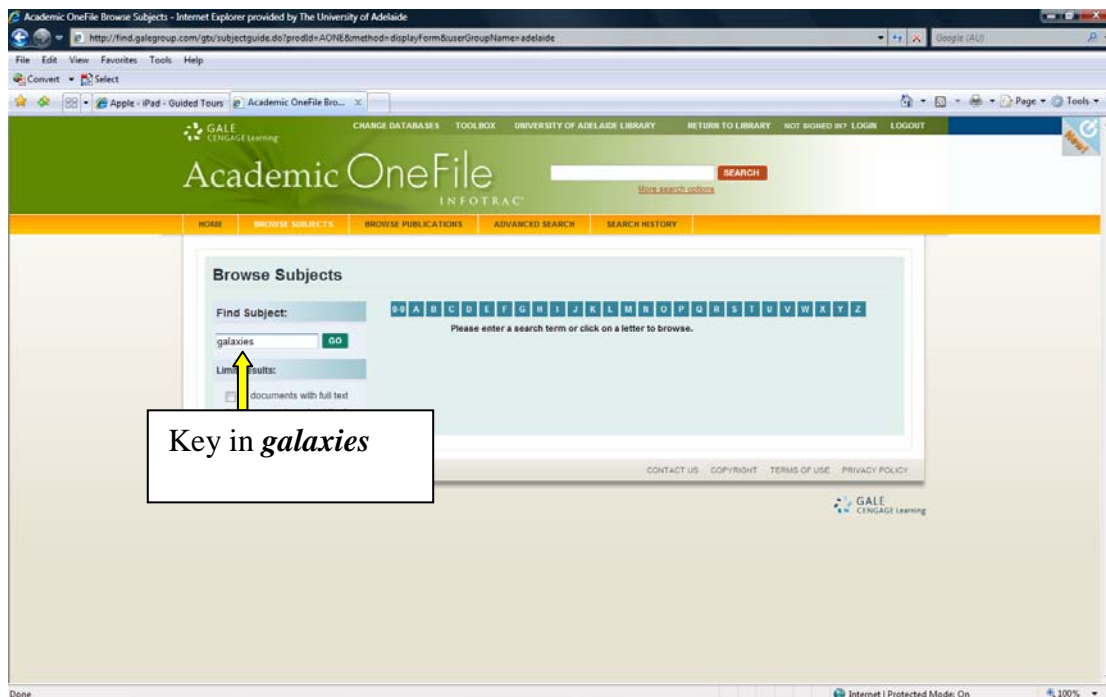 Academic OneFile Browse Subjects - Internet Explorer provided by The University of Adelaide
http://find.galegroup.com/gtx/subjectguide.do?prodId=AONE&method=displayForm&userGroupName=adelaide
Google (AU)
File Edit View Favorites Tools Help
Convert Select
Apple - iPad - Guided Tours Academic OneFile Bro... Page Tools
GALE CENGAGE Learning
CHANGE DATABASES TOOLBOX UNIVERSITY OF ADELAIDE LIBRARY RETURN TO LIBRARY NOT SIGNED IN? LOGIN LOGOUT
New!
Academic OneFile
INFOTRAC
SEARCH
More search options
HOME BROWSE SUBJECTS BROWSE PUBLICATIONS ADVANCED SEARCH SEARCH HISTORY
Browse Subjects
Find Subject:
0-9 A B C D E F G H I J K L M N O P Q R S T U V W X Y Z
Please enter a search term or click on a letter to browse.
galaxies GO
documents with full text
Key in galaxies
CONTACT US COPYRIGHT TERMS OF USE PRIVACY POLICY
GALE
CENGAGE Learning
Done Internet | Protected Mode: On 100%